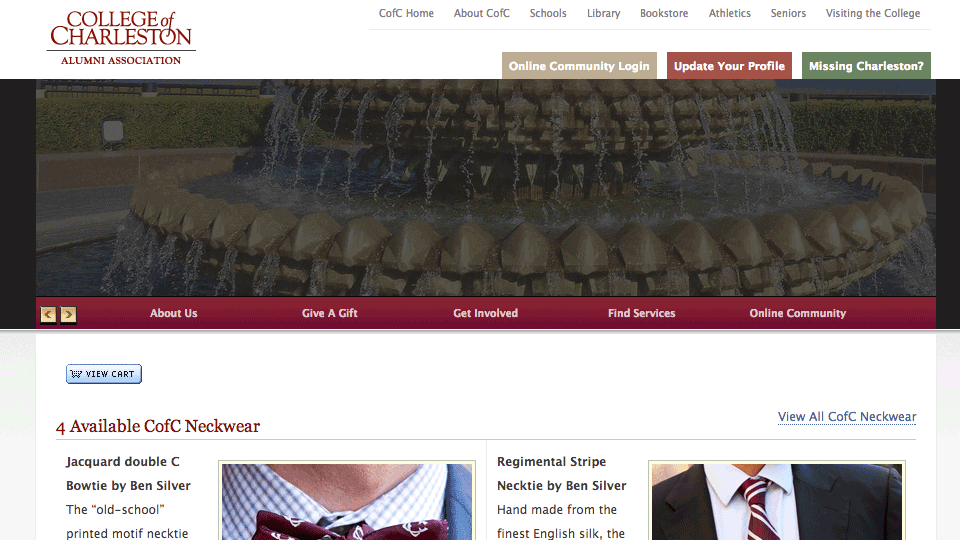 COLLEGE of
CHARLESTON
ALUMNI ASSOCIATION
CofC Home About CofC Schools Library Bookstore Athletics Seniors Visiting the College
Online Community Login Update Your Profile Missing Charleston?
About Us Give A Gift Get Involved Find Services Online Community
VIEW CART
4 Available CofC Neckwear
View All CofC Neckwear
Jacquard double C
Bowtie by Ben Silver
The “old-school”
printed motif necktie
Regimental Stripe
Necktie by Ben Silver
Hand made from the
finest English silk, the